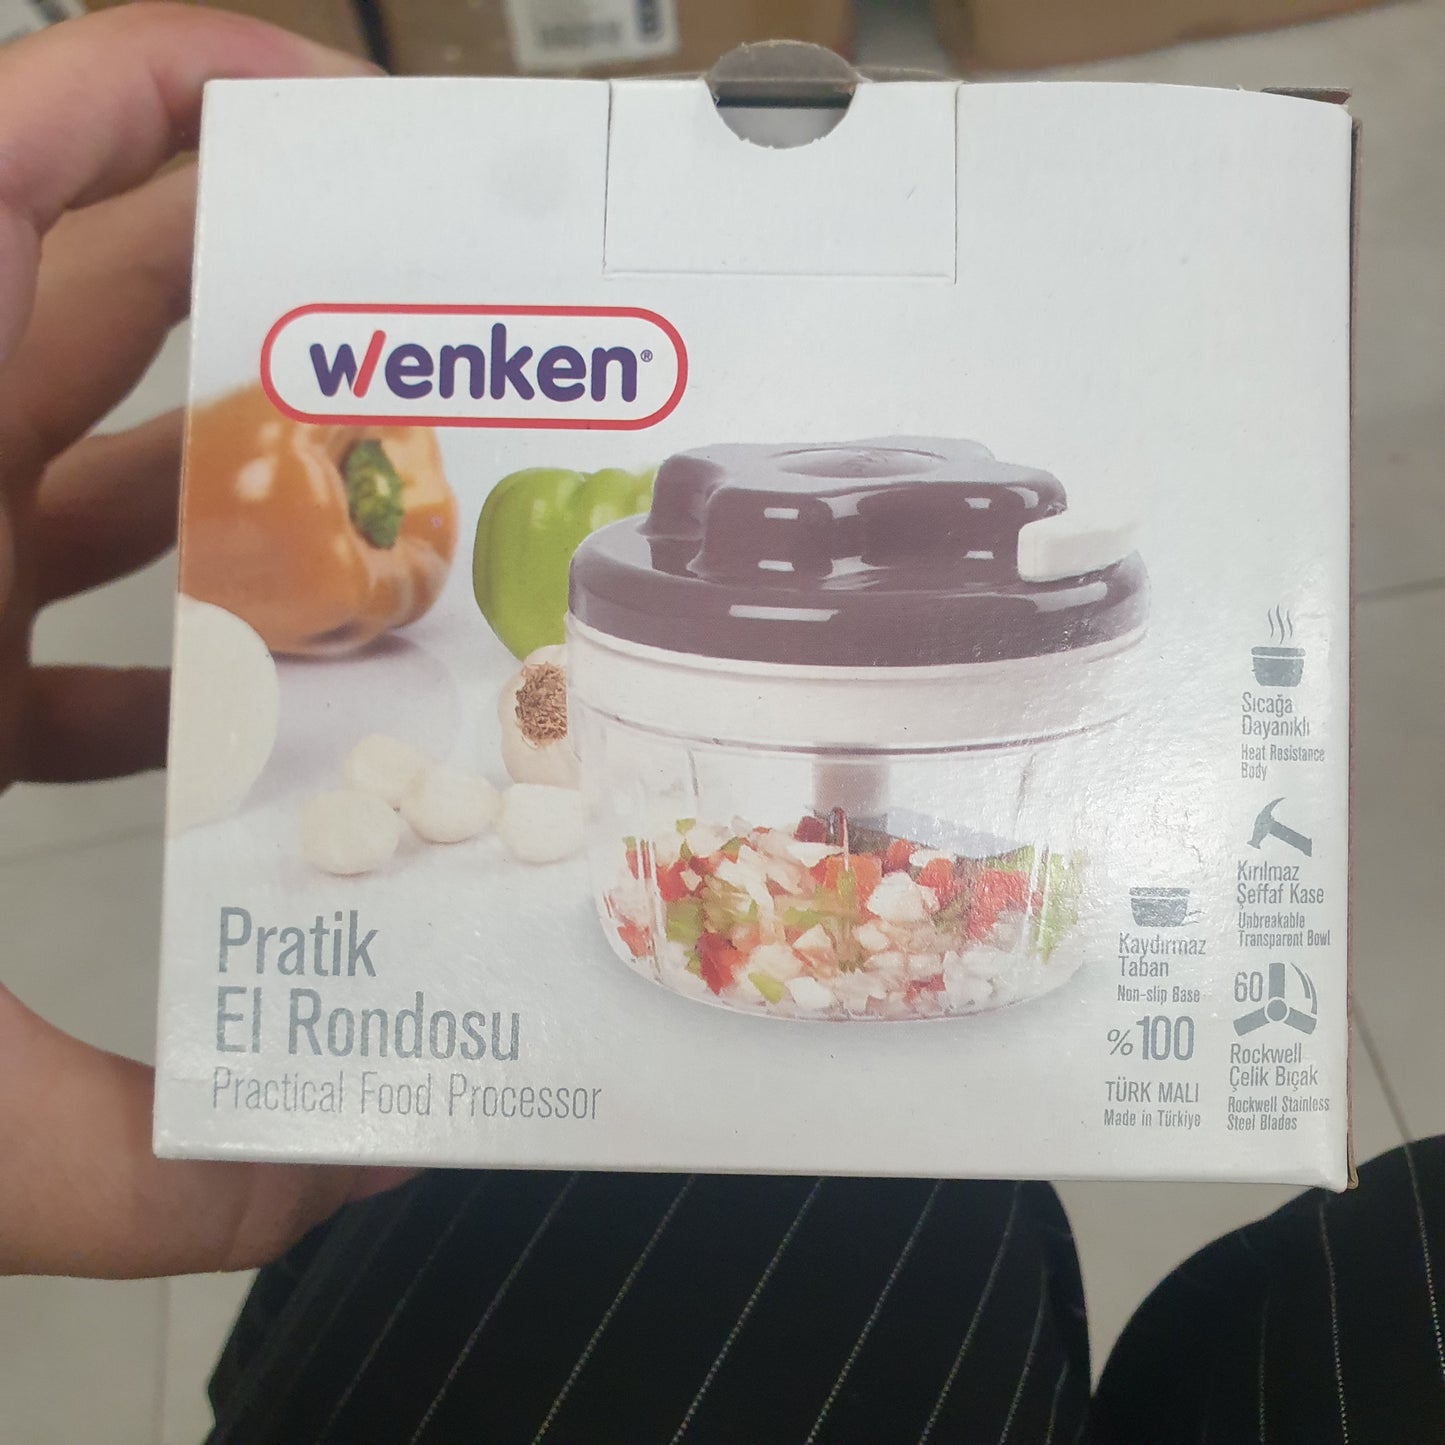 wenken®
Pratik
El Rondosu
Practical Food Processor
Sıcağa
Dayanıklı
Heat Resistance
Body
Kırılmaz
Şeffaf Kase
Unbreakable
Transparent Bowl
Kaydırmaz
Taban
Non-slip Base
%100
TÜRK MALI
Made in Türkiye
60
Rockwell
Çelik Bıçak
Rockwell Stainless
Steel Blades